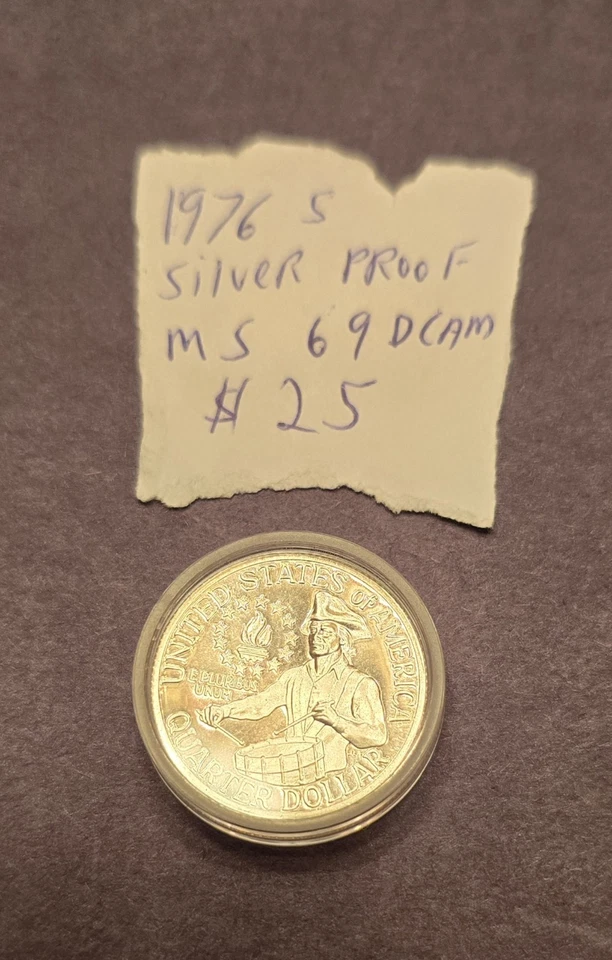 1976 S
SilveR PROOF
MS 69 DCAM
$ 25
UNITED STATES OF AMERICA
E PLURIBUS
UNUM
QUARTER DOLLAR